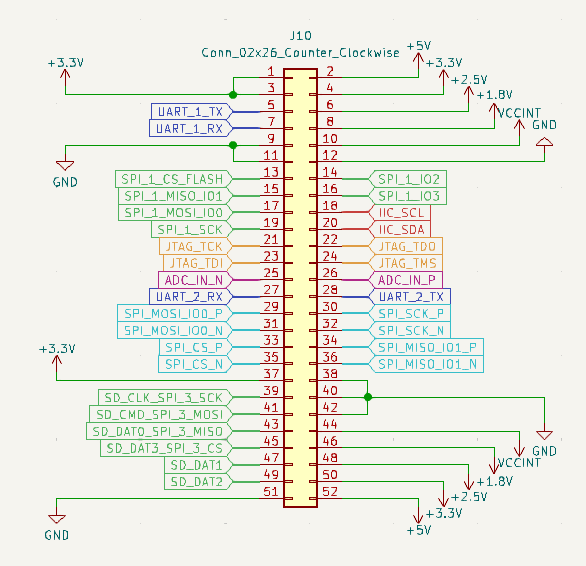 J10
Conn_02x26_Counter_Clockwise
+5V
+3.3V +3.3V
+2.5V
+1.8V
VCCINT
GND
1 2
3 4
UART_1_TX 5 6
UART_1_RX 7 8
9 10
11 12
GND
SPI_1_CS_FLASH 13 14 SPI_1_IO2
SPI_1_MISO_IO1 15 16 SPI_1_IO3
SPI_1_MOSI_IO0 17 18 IIC_SCL
SPI_1_SCK 19 20 IIC_SDA
JTAG_TCK 21 22 JTAG_TDO
JTAG_TDI 23 24 JTAG_TMS
ADC_IN_N 25 26 ADC_IN_P
UART_2_RX 27 28 UART_2_TX
SPI_MOSI_IO0_P 29 30 SPI_SCK_P
SPI_MOSI_IO0_N 31 32 SPI_SCK_N
SPI_CS_P 33 34 SPI_MISO_IO1_P
SPI_CS_N 35 36 SPI_MISO_IO1_N
+3.3V
37 38
SD_CLK_SPI_3_SCK 39 40
SD_CMD_SPI_3_MOSI 41 42
SD_DAT0_SPI_3_MISO 43 44
SD_DAT3_SPI_3_CS 45 46
SD_DAT1 47 48
SD_DAT2 49 50
51 52
GND
GND
VCCINT
+1.8V
+2.5V
+3.3V
+5V